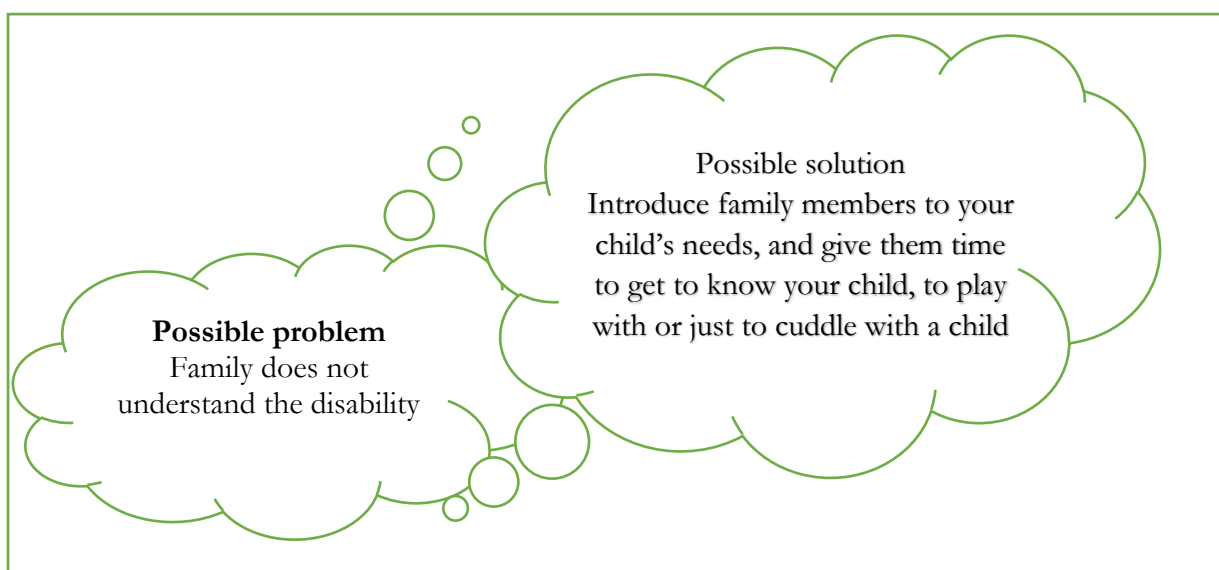 Possible problem
Family does not
understand the disability
Possible solution
Introduce family members to your
child’s needs, and give them time
to get to know your child, to play
with or just to cuddle with a child